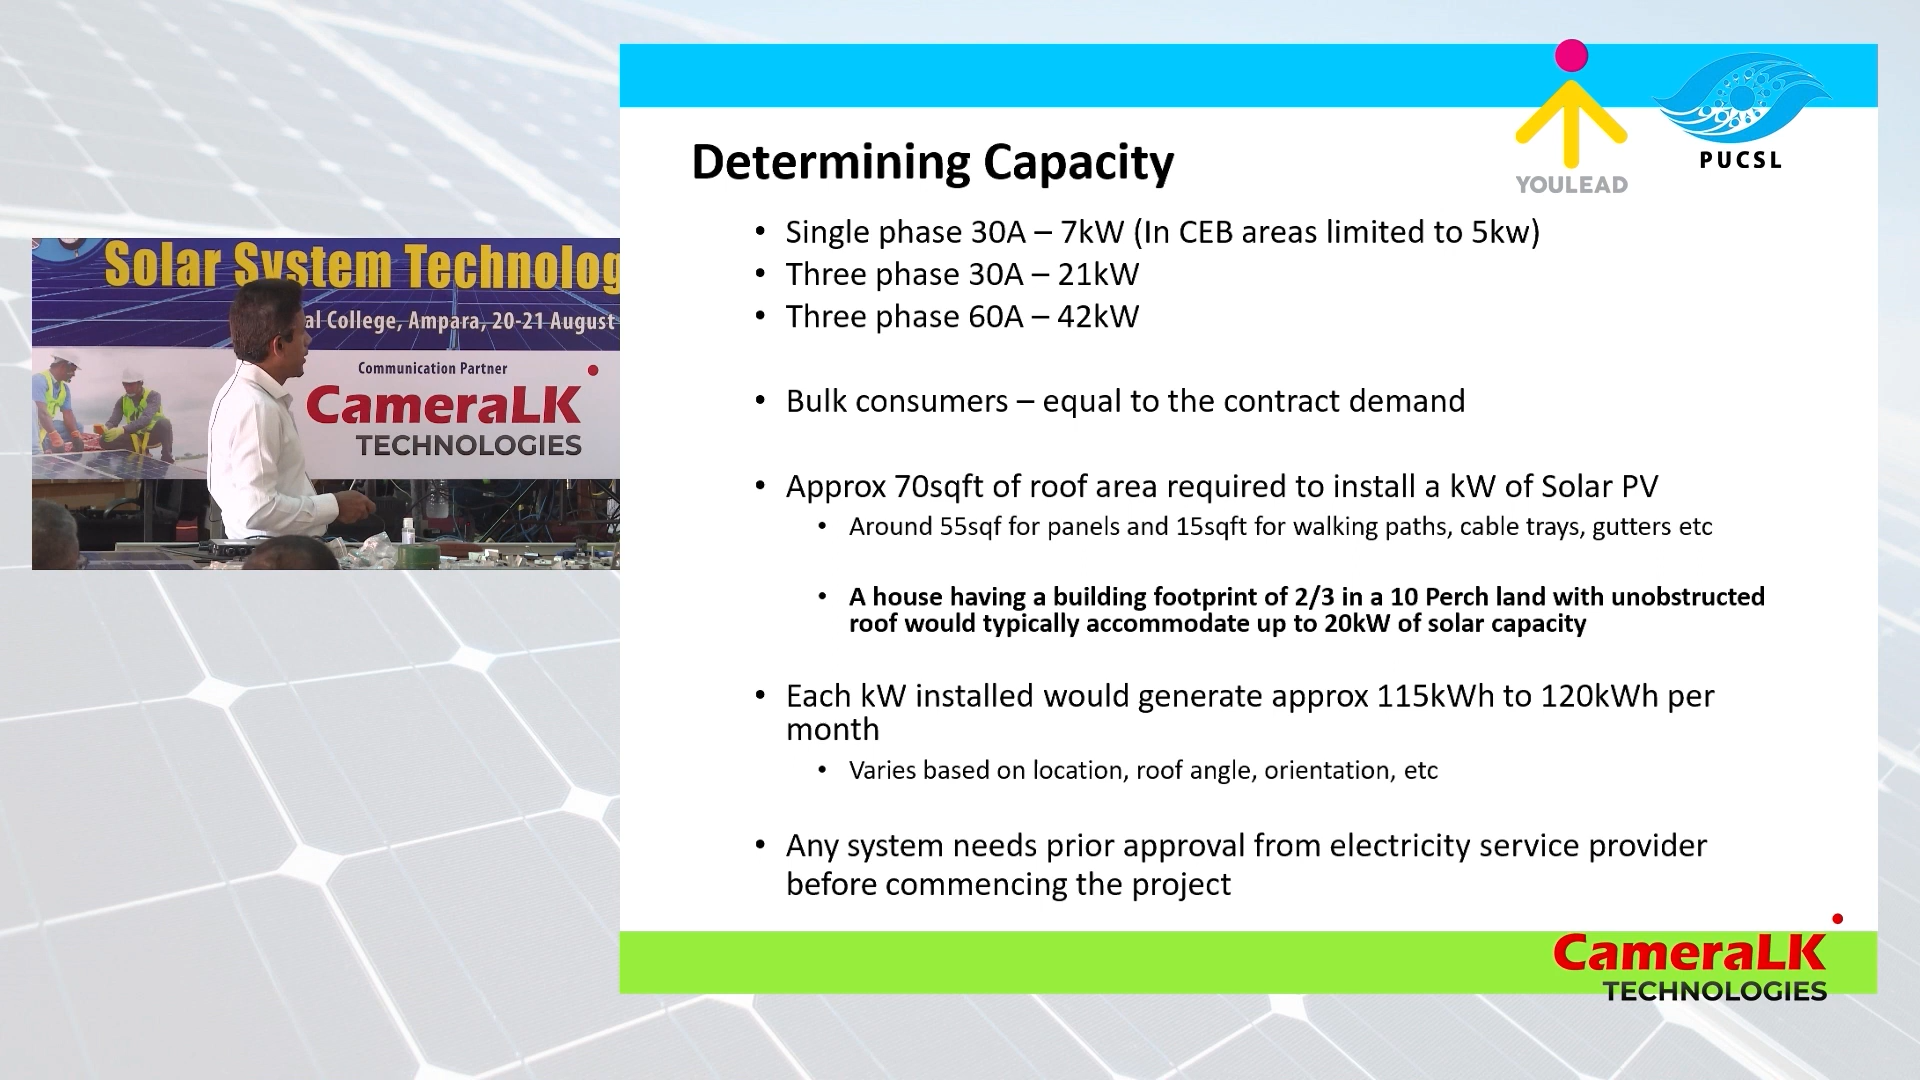 Solar System Technolog
al College, Ampara, 20-21 August
Communication Partner
CameraLK
TECHNOLOGIES
YOULEAD
PUCSL
Determining Capacity
• Single phase 30A – 7kW (In CEB areas limited to 5kw)
• Three phase 30A – 21kW
• Three phase 60A – 42kW
• Bulk consumers – equal to the contract demand
• Approx 70sqft of roof area required to install a kW of Solar PV
• Around 55sqf for panels and 15sqft for walking paths, cable trays, gutters etc
• A house having a building footprint of 2/3 in a 10 Perch land with unobstructed
roof would typically accommodate up to 20kW of solar capacity
• Each kW installed would generate approx 115kWh to 120kWh per
month
• Varies based on location, roof angle, orientation, etc
• Any system needs prior approval from electricity service provider
before commencing the project
CameraLK
TECHNOLOGIES